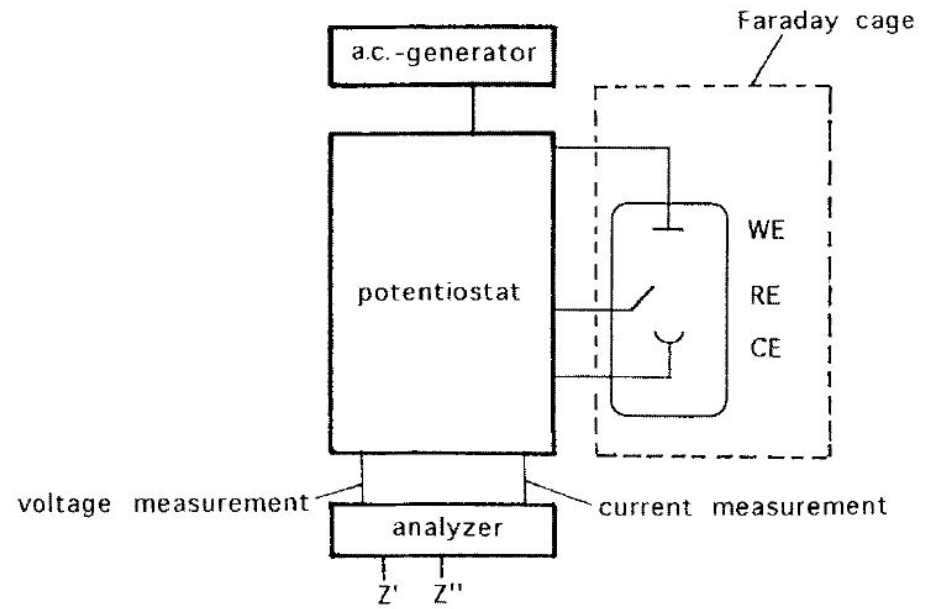 Faraday cage
a.c.-generator
WE
potentiostat
RE
CE
voltage measurement
current measurement
analyzer
Z' Z''